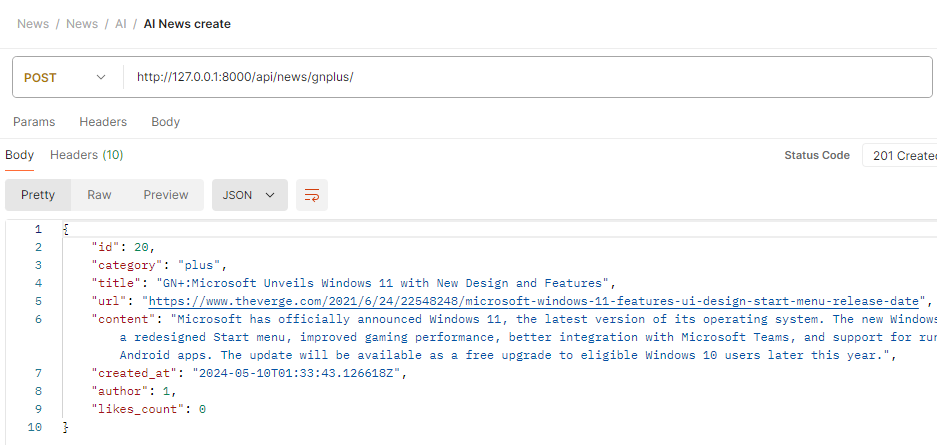 News / News / AI / AI News create
POST http://127.0.0.1:8000/api/news/gnplus/
Params Headers Body
Body Headers (10) Status Code 201 Created
Pretty Raw Preview JSON
1 {
2 "id": 20,
3 "category": "plus",
4 "title": "GN+:Microsoft Unveils Windows 11 with New Design and Features",
5 "url": "https://www.theverge.com/2021/6/24/22548248/microsoft-windows-11-features-ui-design-start-menu-release-date",
6 "content": "Microsoft has officially announced Windows 11, the latest version of its operating system. The new Windows
a redesigned Start menu, improved gaming performance, better integration with Microsoft Teams, and support for run
Android apps. The update will be available as a free upgrade to eligible Windows 10 users later this year.",
7 "created_at": "2024-05-10T01:33:43.126618Z",
8 "author": 1,
9 "likes_count": 0
10 }